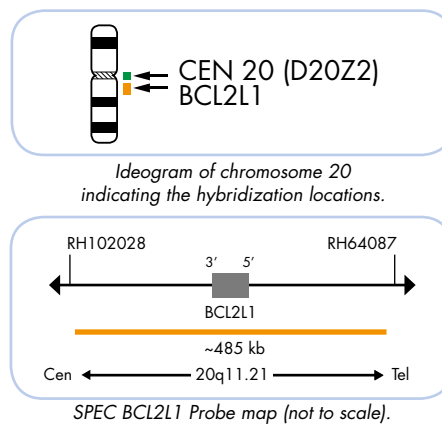 CEN 20 (D20Z2)
BCL2L1
Ideogram of chromosome 20
indicating the hybridization locations.
RH102028
RH64087
3’ 5’
BCL2L1
~485 kb
Cen 20q11.21 Tel
SPEC BCL2L1 Probe map (not to scale).